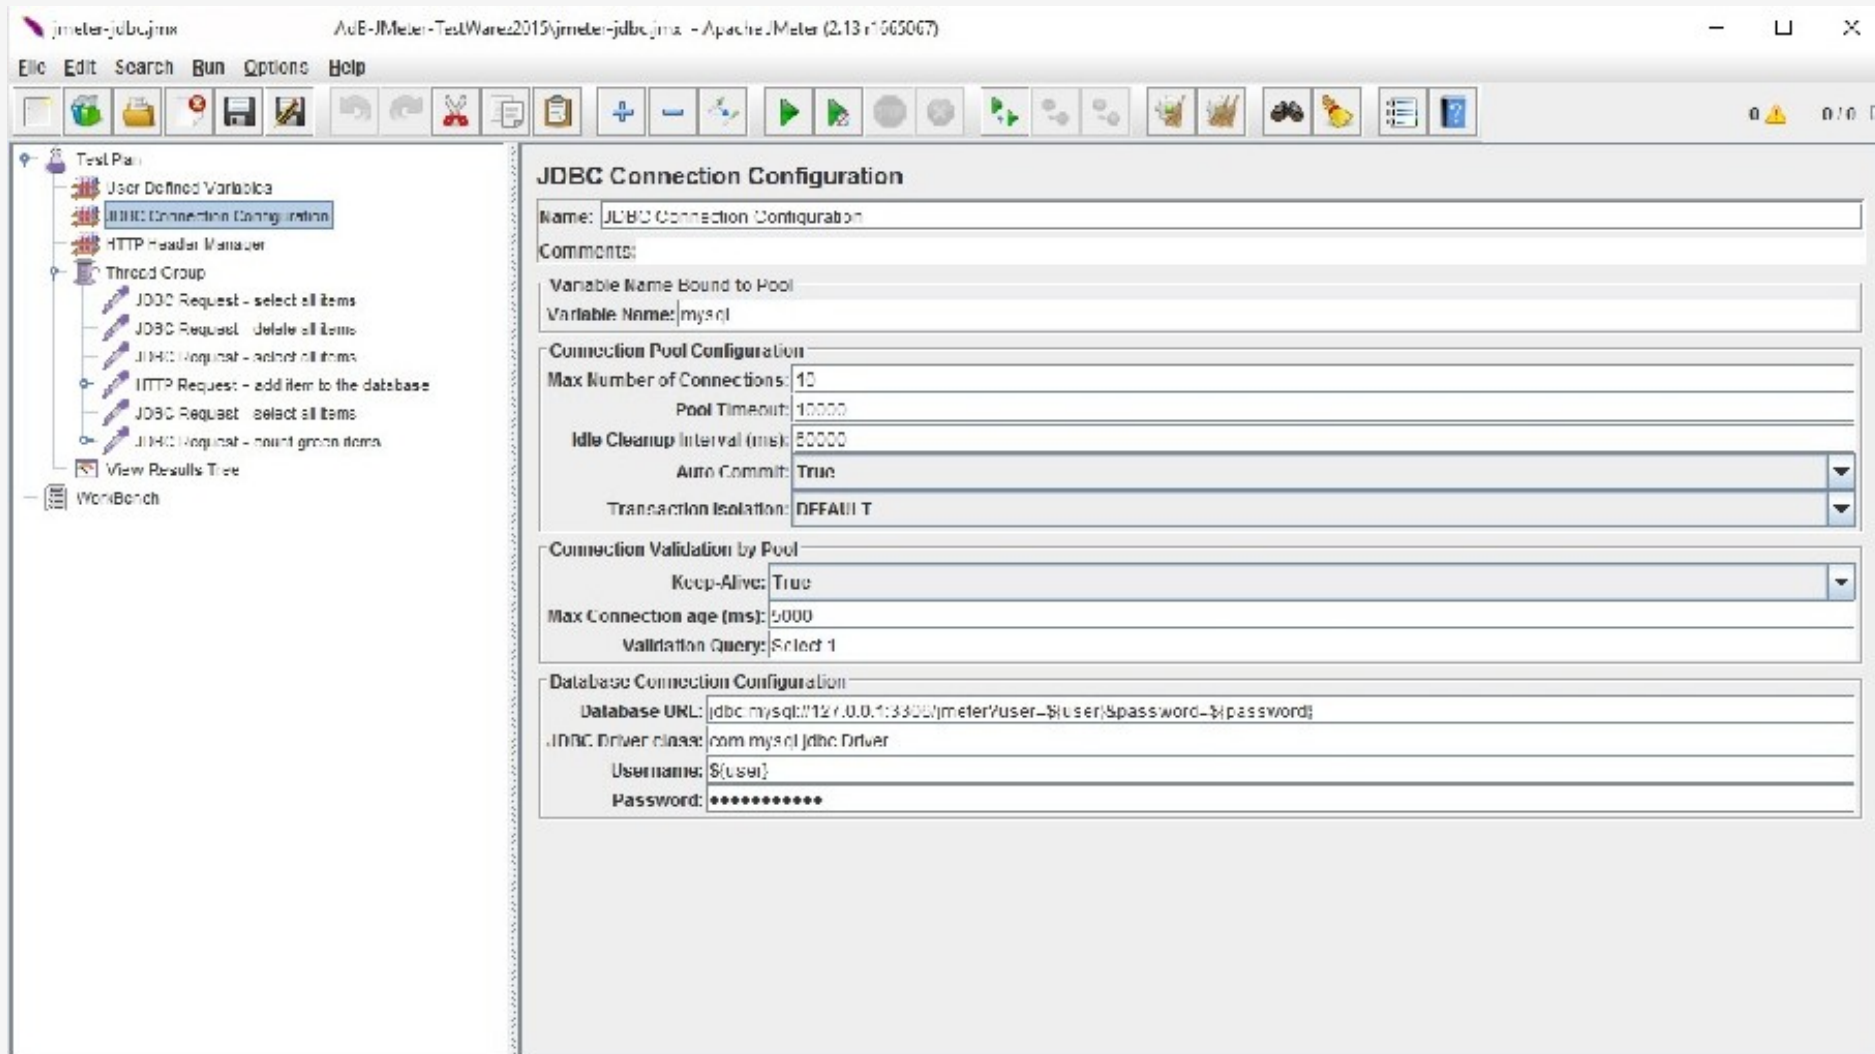 jmeter-jdbc.jmx AdB-JMeter-TestWarez2015\jmeter-jdbc.jmx - Apache JMeter (2.13 r1665067)
File Edit Search Run Options Help
0 0 / 0
Test Plan
User Defined Variables
JDBC Connection Configuration
HTTP Header Manager
Thread Group
JDBC Request - select all items
JDBC Request - delete all items
JDBC Request - select all items
HTTP Request - add item to the database
JDBC Request - select all items
JDBC Request - count green items
View Results Tree
WorkBench
JDBC Connection Configuration
Name: JDBC Connection Configuration
Comments:
Variable Name Bound to Pool
Variable Name: mysql
Connection Pool Configuration
Max Number of Connections: 10
Pool Timeout: 10000
Idle Cleanup Interval (ms): 60000
Auto Commit: True
Transaction Isolation: DEFAULT
Connection Validation by Pool
Keep-Alive: True
Max Connection age (ms): 5000
Validation Query: Select 1
Database Connection Configuration
Database URL: jdbc:mysql://127.0.0.1:3306/jmeter?user=${user}&password=${password}
JDBC Driver class: com.mysql.jdbc.Driver
Username: ${user}
Password: •••••••••••